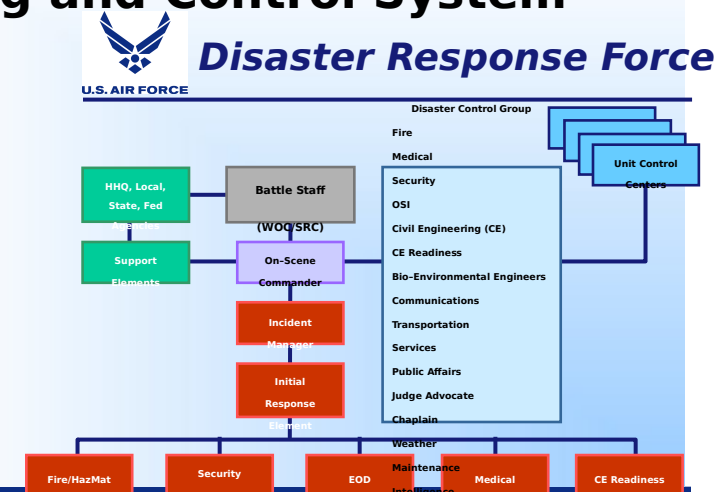 g and Control System
U.S. AIR FORCE
Disaster Response Force
Disaster Control Group
Fire
Medical
Security
OSI
Civil Engineering (CE)
CE Readiness
Bio-Environmental Engineers
Communications
Transportation
Services
Public Affairs
Judge Advocate
Chaplain
Weather
Maintenance
Intelligence
Unit Control
Centers
HHQ, Local,
State, Fed
Agencies
Battle Staff
(WOC/SRC)
Support
Elements
On-Scene
Commander
Incident
Manager
Initial
Response
Element
Fire/HazMat
Security
EOD
Medical
CE Readiness